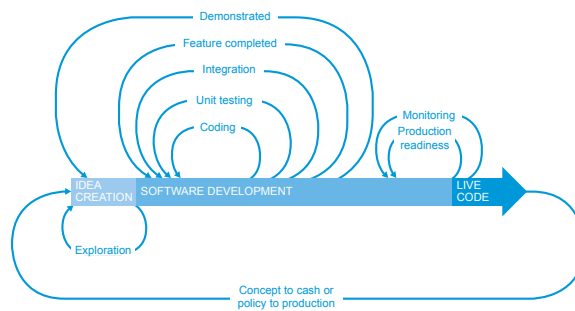 Demonstrated
Feature completed
Integration
Unit testing
Coding
Monitoring
Production
readiness
IDEA
CREATION
SOFTWARE DEVELOPMENT
LIVE
CODE
Exploration
Concept to cash or
policy to production